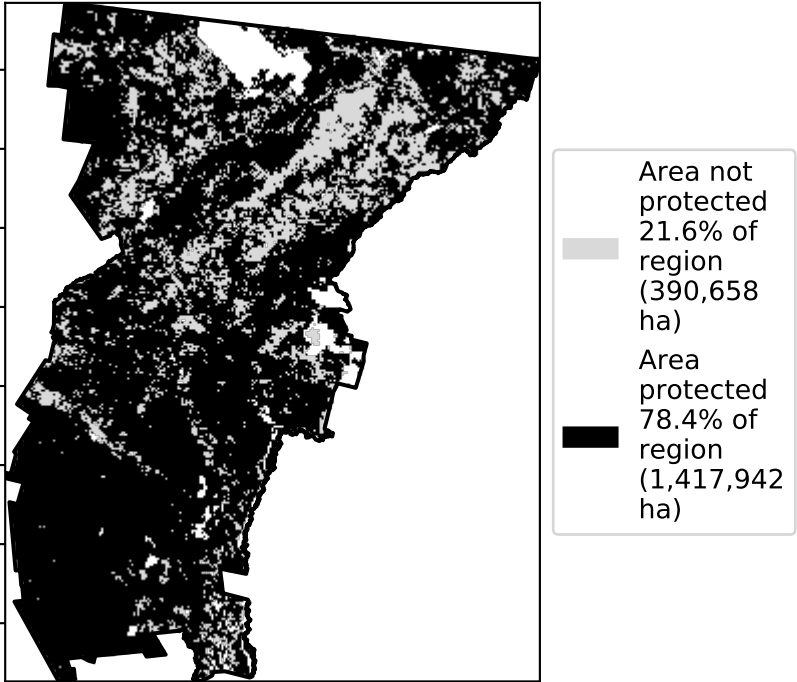 Area not
protected
21.6% of
region
(390,658
ha)
Area
protected
78.4% of
region
(1,417,942
ha)